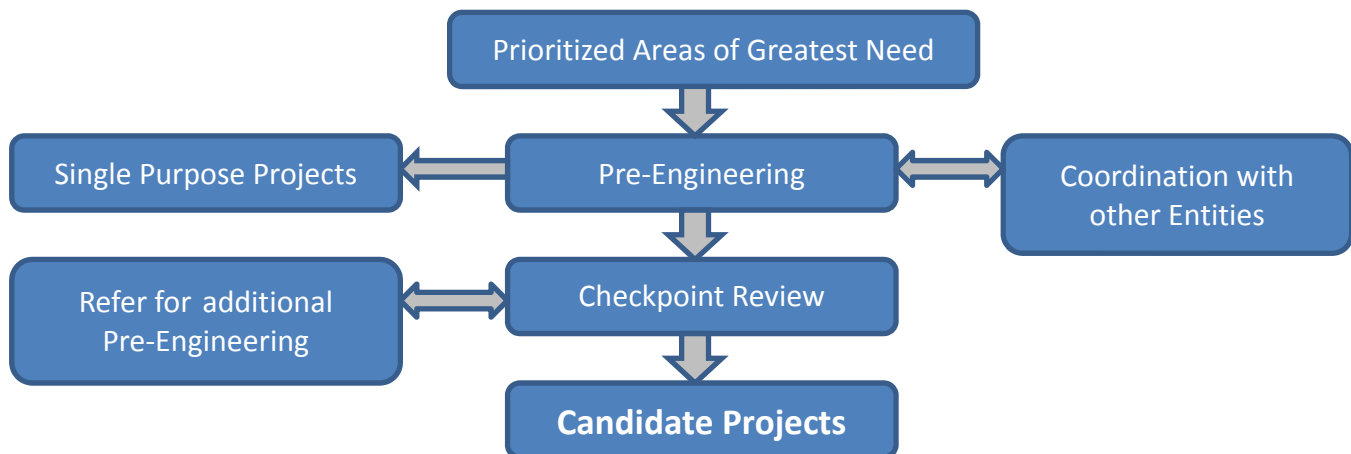 Prioritized Areas of Greatest Need
Single Purpose Projects
Pre-Engineering
Coordination with
other Entities
Refer for additional
Pre-Engineering
Checkpoint Review
Candidate Projects